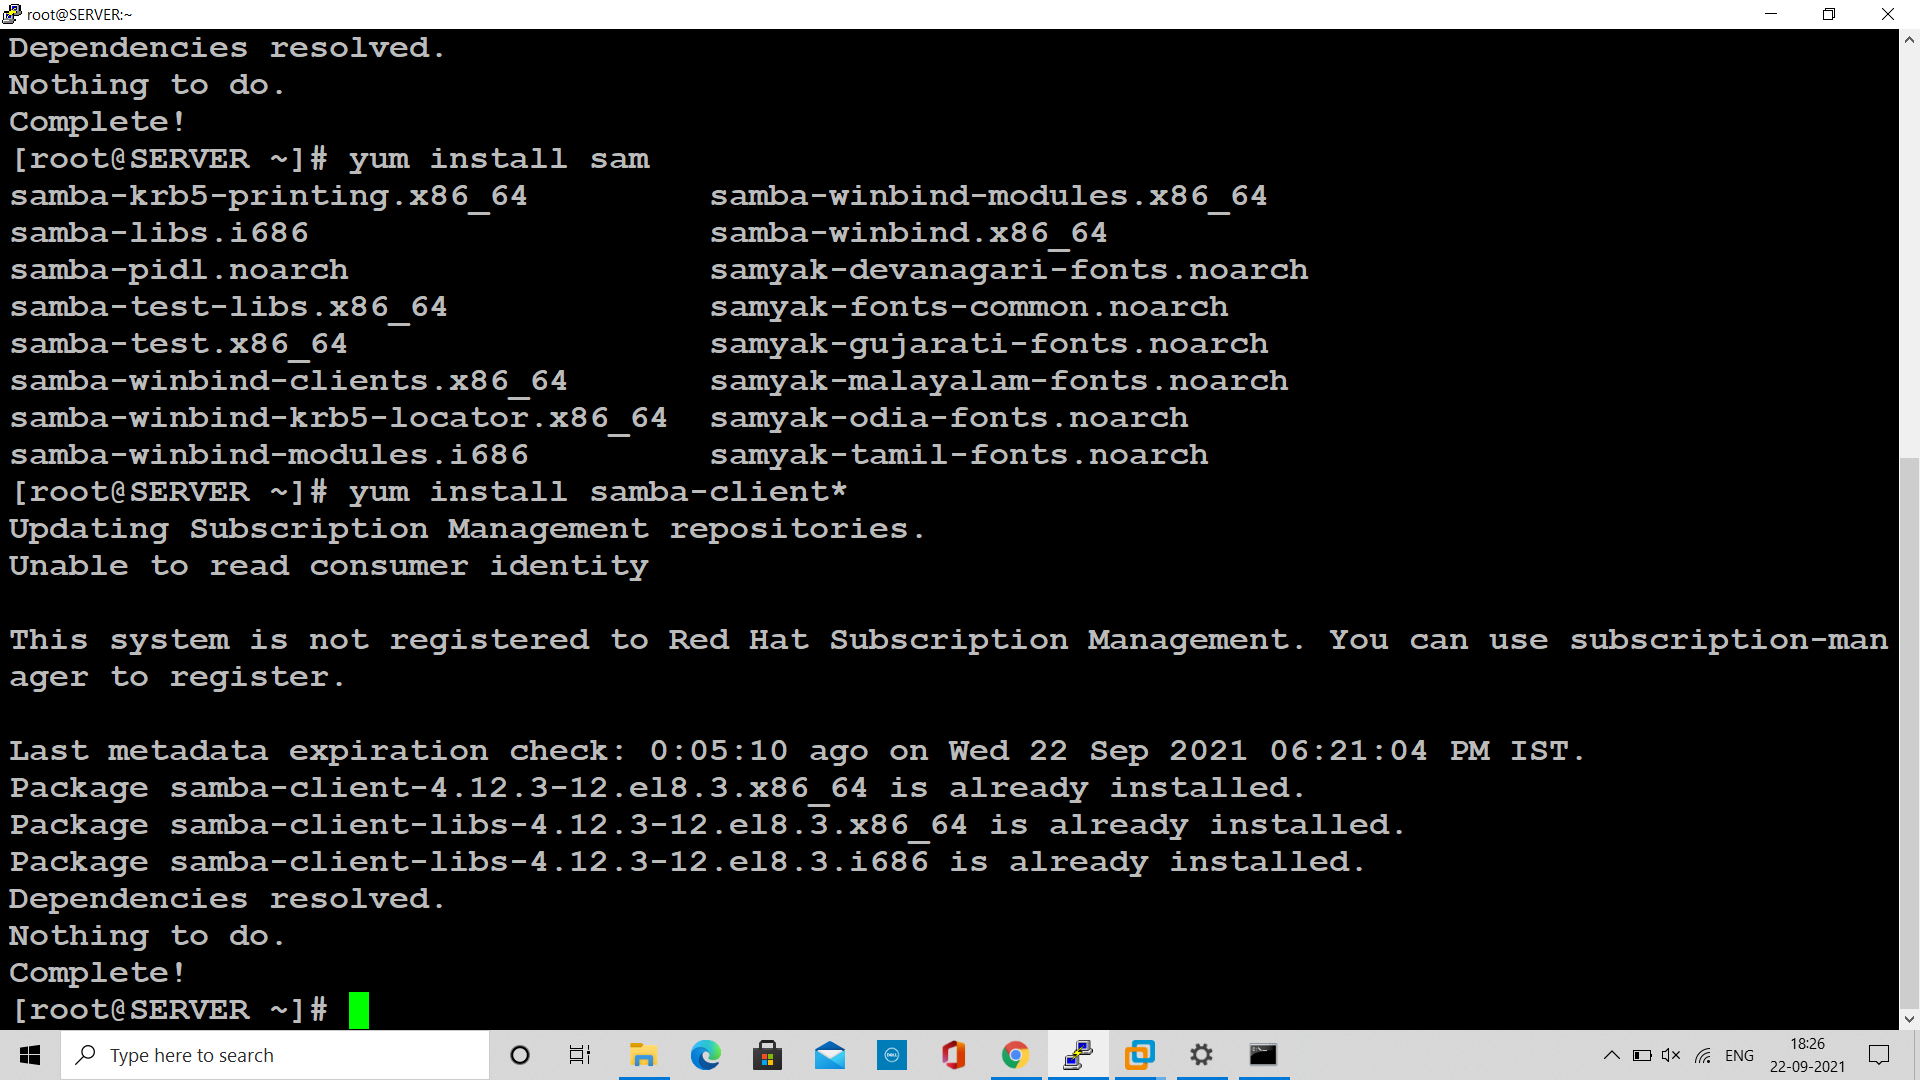 root@SERVER:~
Dependencies resolved.
Nothing to do.
Complete!
[root@SERVER ~]# yum install sam
samba-krb5-printing.x86_64 samba-winbind-modules.x86_64
samba-libs.i686 samba-winbind.x86_64
samba-pidl.noarch samyak-devanagari-fonts.noarch
samba-test-libs.x86_64 samyak-fonts-common.noarch
samba-test.x86_64 samyak-gujarati-fonts.noarch
samba-winbind-clients.x86_64 samyak-malayalam-fonts.noarch
samba-winbind-krb5-locator.x86_64 samyak-odia-fonts.noarch
samba-winbind-modules.i686 samyak-tamil-fonts.noarch
[root@SERVER ~]# yum install samba-client*
Updating Subscription Management repositories.
Unable to read consumer identity
This system is not registered to Red Hat Subscription Management. You can use subscription-man
ager to register.
Last metadata expiration check: 0:05:10 ago on Wed 22 Sep 2021 06:21:04 PM IST.
Package samba-client-4.12.3-12.el8.3.x86_64 is already installed.
Package samba-client-libs-4.12.3-12.el8.3.x86_64 is already installed.
Package samba-client-libs-4.12.3-12.el8.3.i686 is already installed.
Dependencies resolved.
Nothing to do.
Complete!
[root@SERVER ~]#
Type here to search
DELL
ENG
18:26
22-09-2021